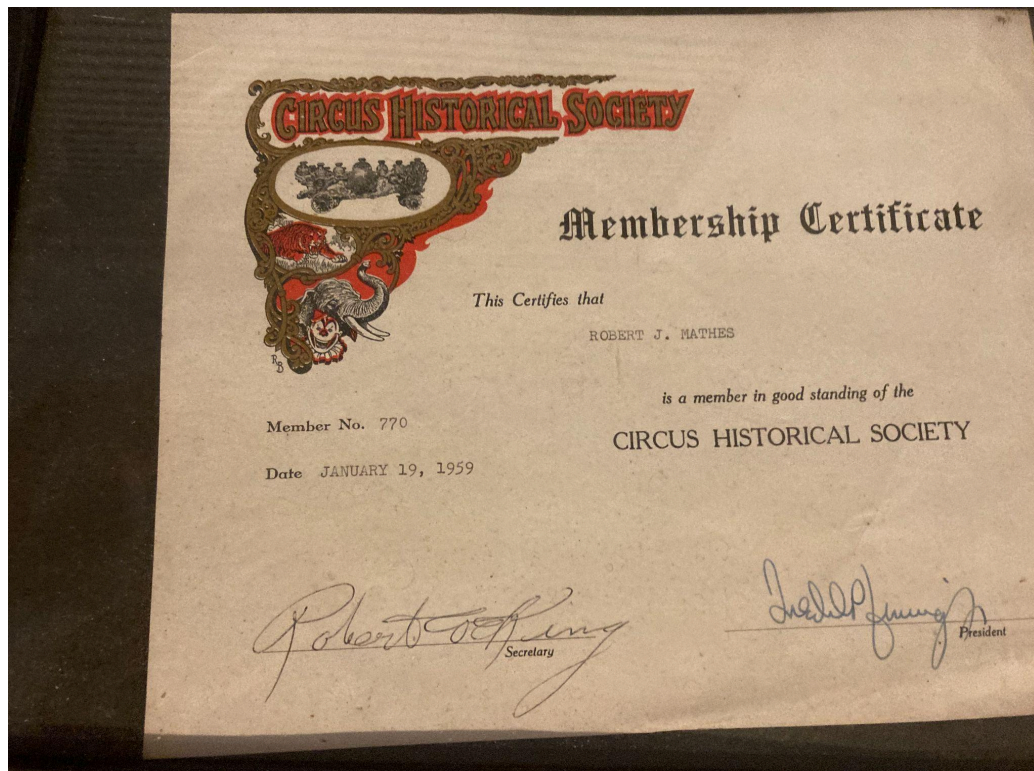 CIRCUS HISTORICAL SOCIETY
Membership Certificate
This Certifies that
ROBERT J. MATHES
is a member in good standing of the
CIRCUS HISTORICAL SOCIETY
RB
Member No. 770
Date JANUARY 19, 1959
Robert C King
Secretary
President